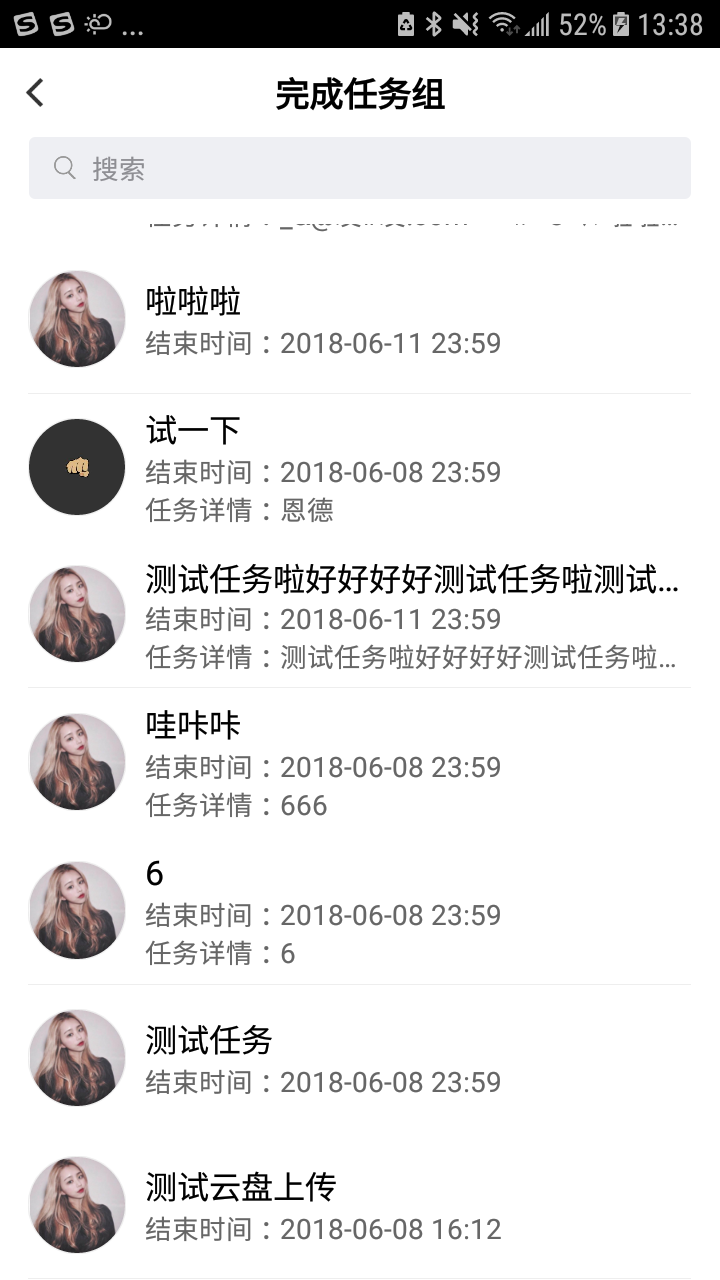 ... 52% 13:38
完成任务组
搜索
啦啦啦
结束时间：2018-06-11 23:59
试一下
结束时间：2018-06-08 23:59
任务详情：恩德
测试任务啦好好好好测试任务啦测试...
结束时间：2018-06-11 23:59
任务详情：测试任务啦好好好好测试任务啦...
哇咔咔
结束时间：2018-06-08 23:59
任务详情：666
6
结束时间：2018-06-08 23:59
任务详情：6
测试任务
结束时间：2018-06-08 23:59
测试云盘上传
结束时间：2018-06-08 16:12